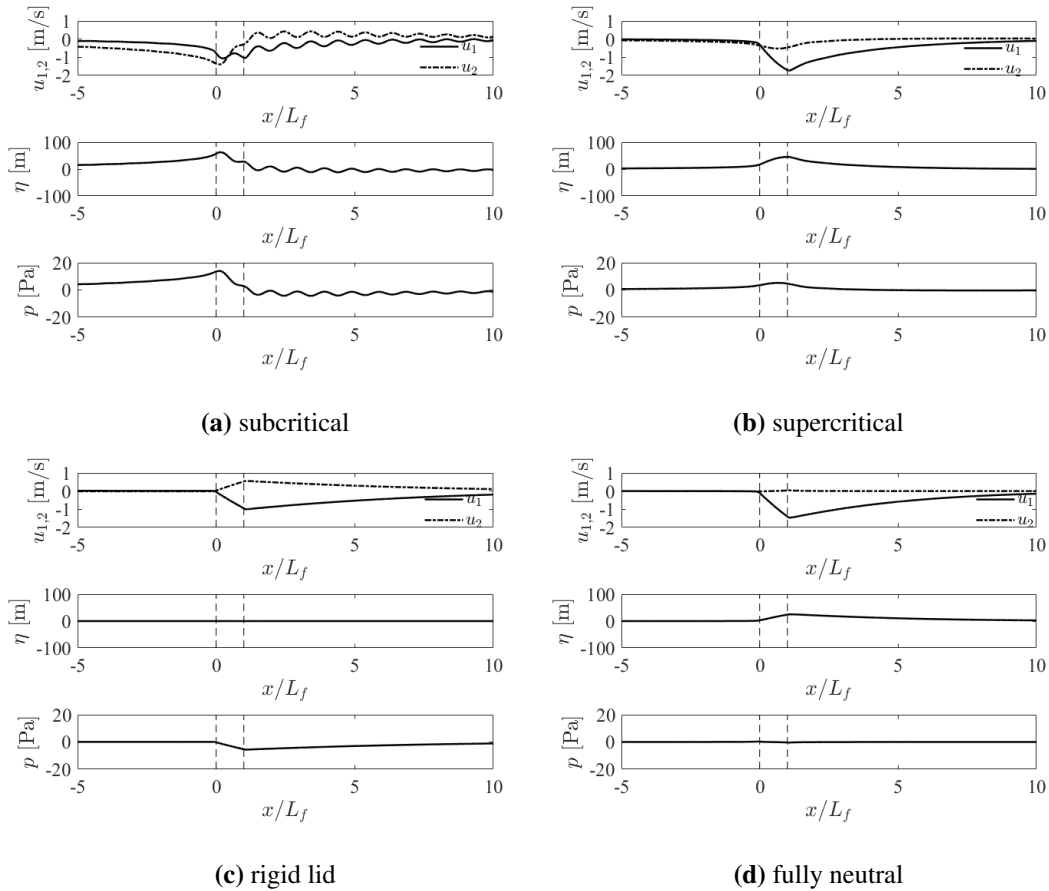 1
0
-1
-2
u1,2 [m/s]
u1
u2
-5 0 5 10
x/Lf
100
0
-100
η [m]
-5 0 5 10
x/Lf
20
0
-20
p [Pa]
-5 0 5 10
x/Lf
(a) subcritical
1
0
-1
-2
u1,2 [m/s]
u1
u2
-5 0 5 10
x/Lf
100
0
-100
η [m]
-5 0 5 10
x/Lf
20
0
-20
p [Pa]
-5 0 5 10
x/Lf
(b) supercritical
1
0
-1
-2
u1,2 [m/s]
u1
u2
-5 0 5 10
x/Lf
100
0
-100
η [m]
-5 0 5 10
x/Lf
20
0
-20
p [Pa]
-5 0 5 10
x/Lf
(c) rigid lid
1
0
-1
-2
u1,2 [m/s]
u1
u2
-5 0 5 10
x/Lf
100
0
-100
η [m]
-5 0 5 10
x/Lf
20
0
-20
p [Pa]
-5 0 5 10
x/Lf
(d) fully neutral